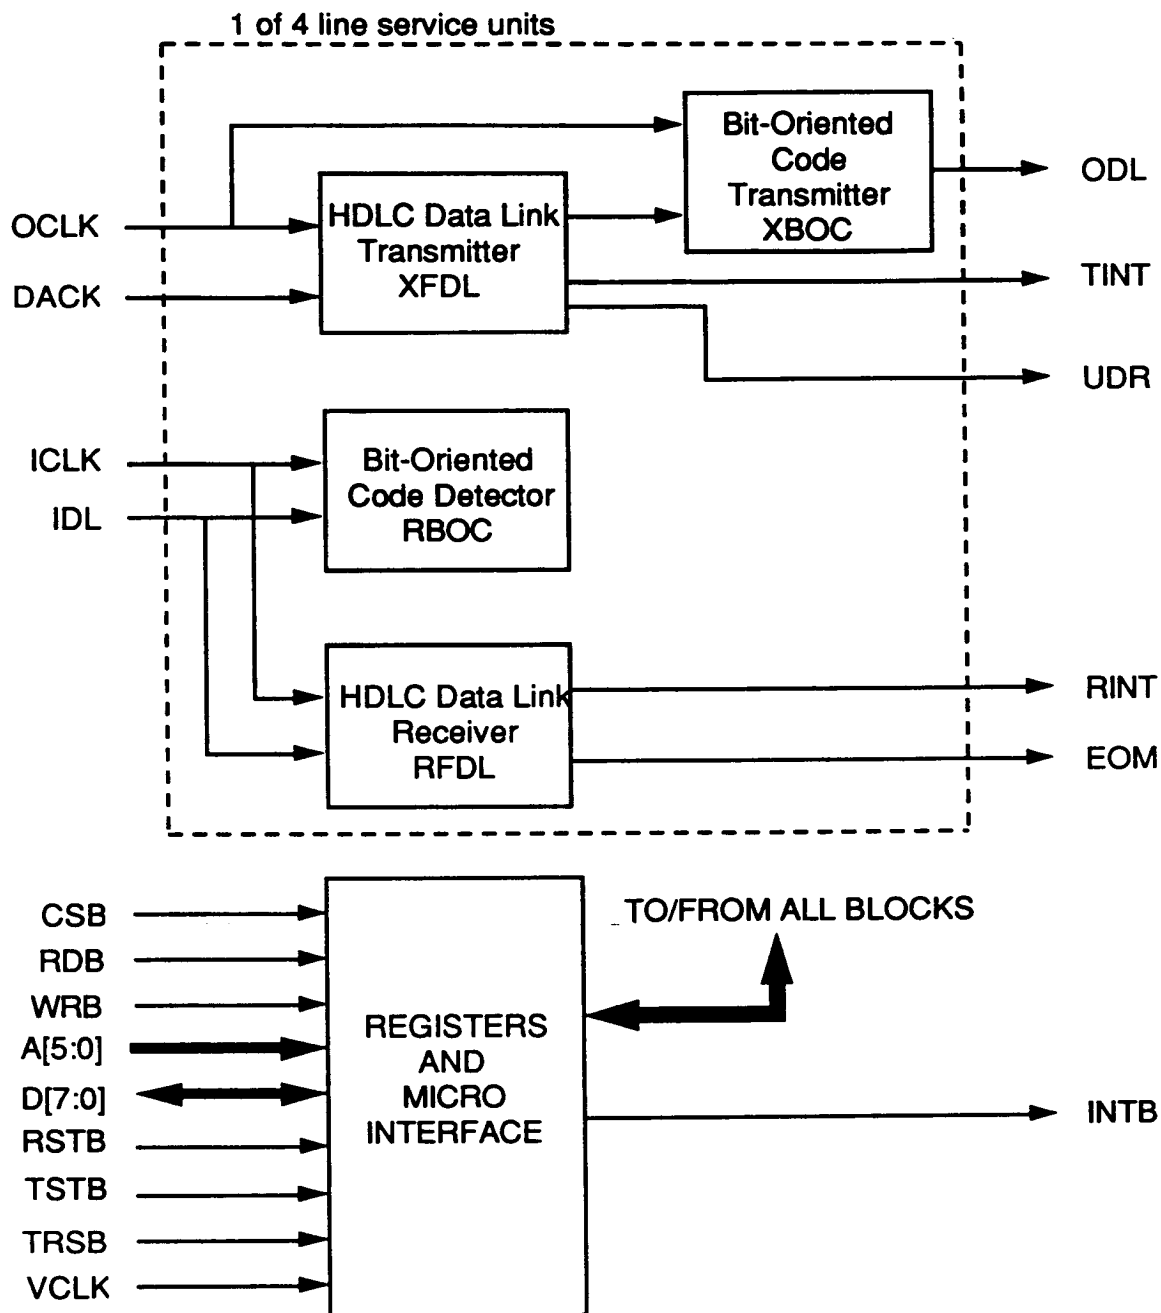 1 of 4 line service units
Bit-Oriented
Code
Transmitter
XBOC
ODL
OCLK
HDLC Data Link
Transmitter
XFDL
DACK
TINT
UDR
ICLK
IDL
Bit-Oriented
Code Detector
RBOC
HDLC Data Link
Receiver
RFDL
RINT
EOM
CSB
RDB
WRB
A[5:0]
D[7:0]
RSTB
TSTB
TRSB
VCLK
REGISTERS
AND
MICRO
INTERFACE
TO/FROM ALL BLOCKS
INTB